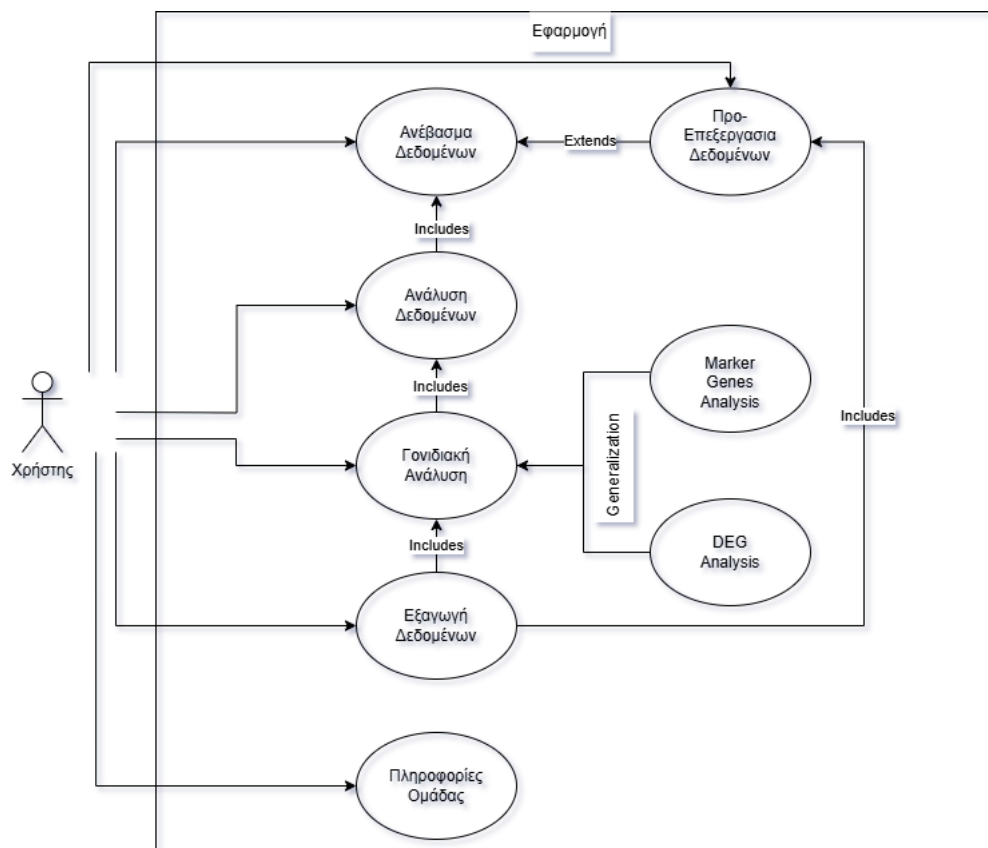 Εφαρμογή
Ανέβασμα
Δεδομένων
Extends
Προ-
Επεξεργασια
Δεδομένων
Includes
Ανάλυση
Δεδομένων
Includes
Marker
Genes
Analysis
Includes
Χρήστης
Γονιδιακή
Ανάλυση
Generalization
Includes
DEG
Analysis
Εξαγωγή
Δεδομένων
Πληροφορίες
Ομάδας